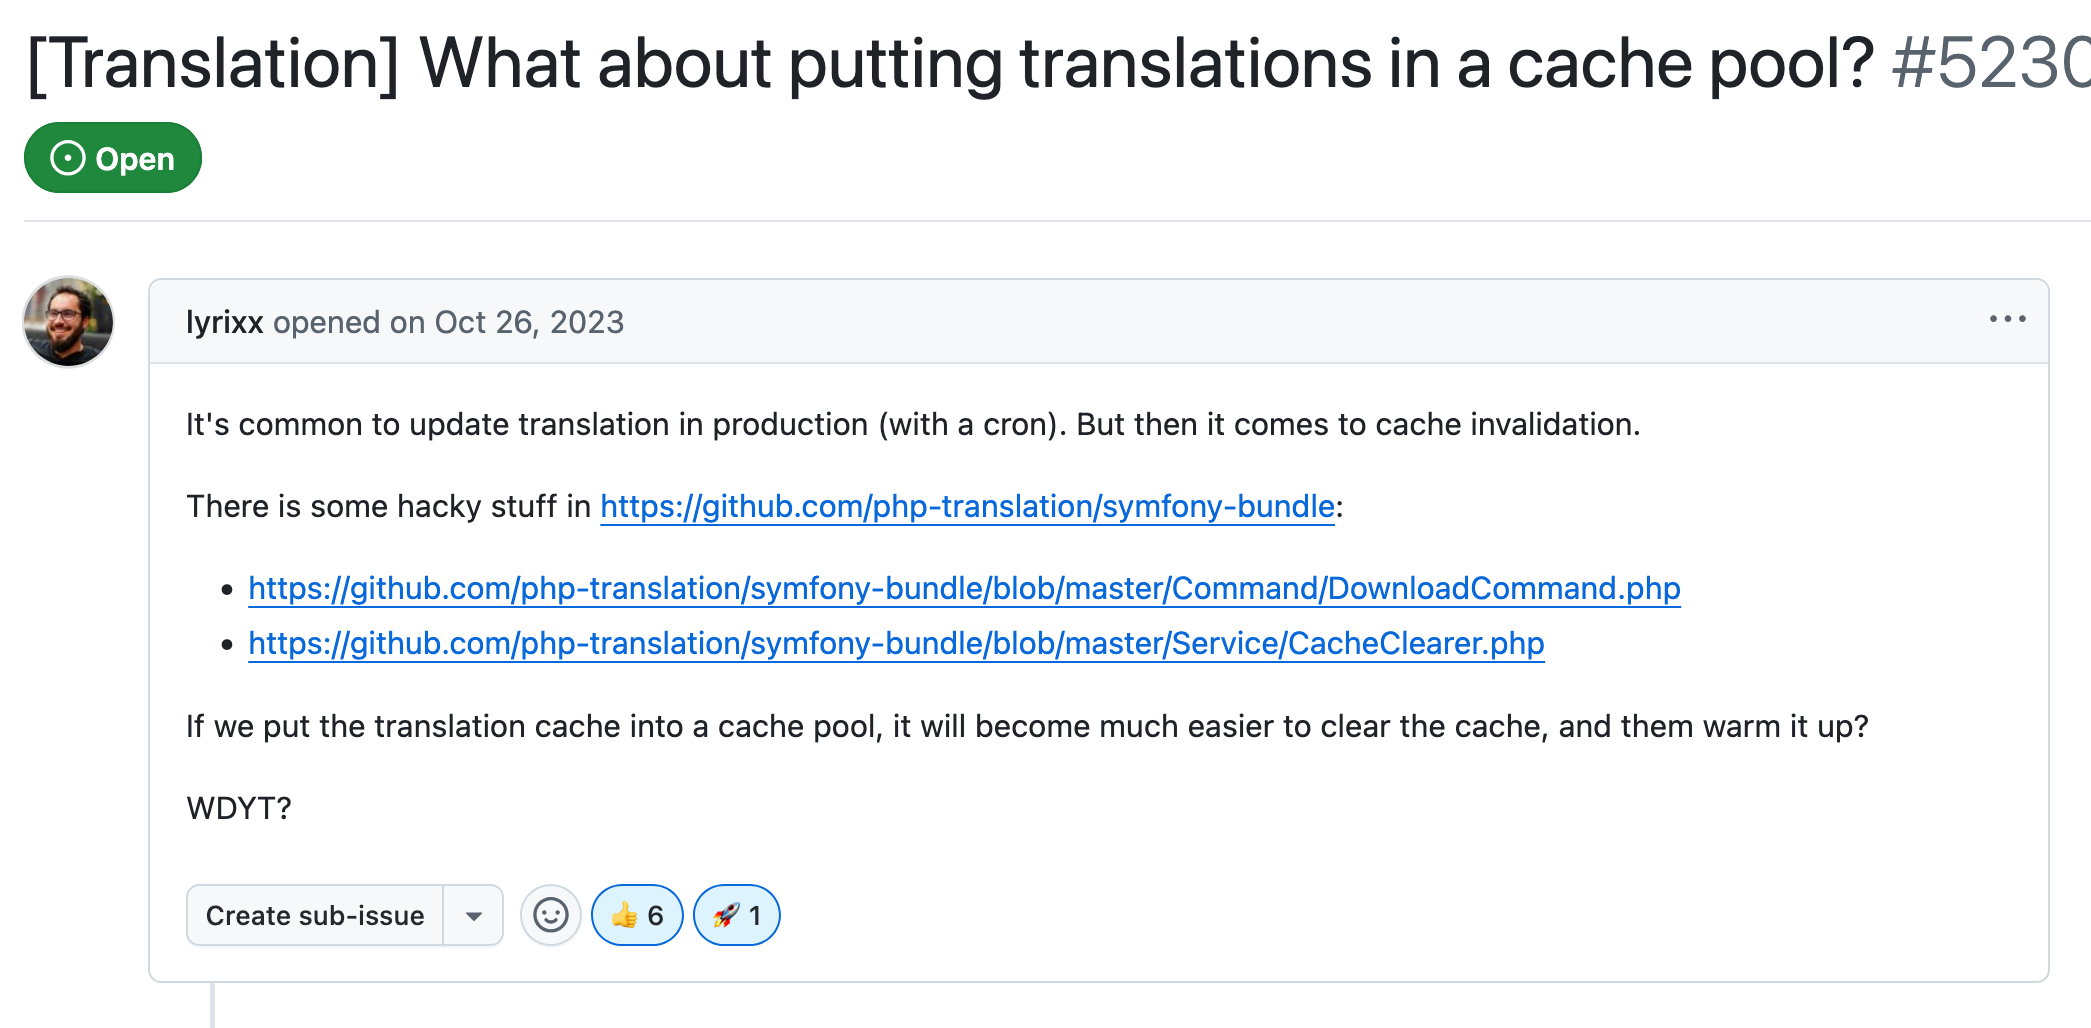 [Translation] What about putting translations in a cache pool? #5230
Open
lyrixx opened on Oct 26, 2023
It's common to update translation in production (with a cron). But then it comes to cache invalidation.
There is some hacky stuff in https://github.com/php-translation/symfony-bundle:
• https://github.com/php-translation/symfony-bundle/blob/master/Command/DownloadCommand.php
• https://github.com/php-translation/symfony-bundle/blob/master/Service/CacheClearer.php
If we put the translation cache into a cache pool, it will become much easier to clear the cache, and them warm it up?
WDYT?
Create sub-issue
👍 6 🚀 1